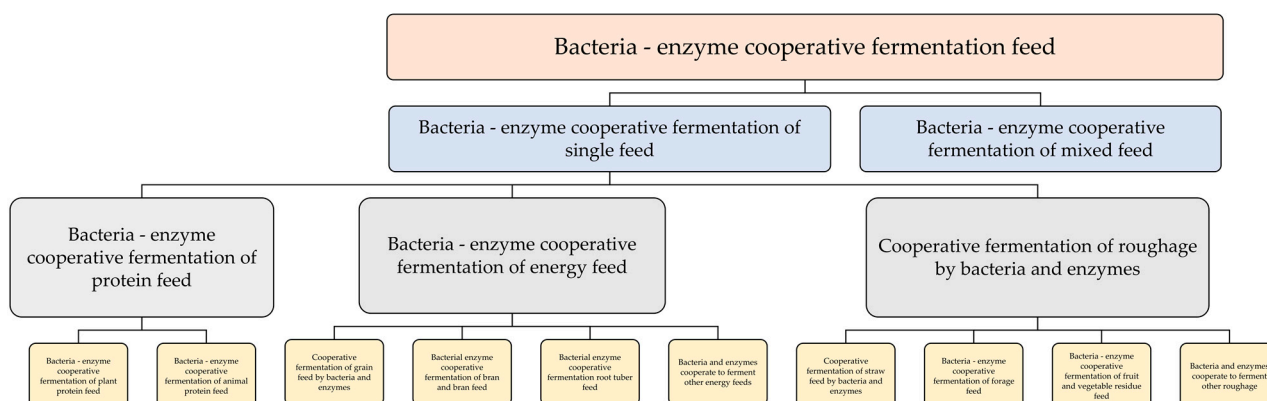 Bacteria - enzyme cooperative fermentation feed
Bacteria - enzyme cooperative fermentation of
single feed
Bacteria - enzyme cooperative
fermentation of mixed feed
Bacteria - enzyme
cooperative fermentation of
protein feed
Bacteria - enzyme cooperative
fermentation of energy feed
Cooperative fermentation of roughage
by bacteria and enzymes
Bacteria - enzyme
cooperative
fermentation of plant
protein feed
Bacteria - enzyme
cooperative
fermentation of animal
protein feed
Cooperative
fermentation of grain
feed by bacteria and
enzymes
Bacterial enzyme
cooperative
fermentation of bran
and bran feed
Bacterial enzyme
cooperative
fermentation root tuber
feed
Bacteria and enzymes
cooperate to ferment
other energy feeds
Cooperative
fermentation of straw
feed by bacteria and
enzymes
Bacteria - enzyme
cooperative
fermentation of forage
feed
Bacteria - enzyme
cooperative
fermentation of fruit
and vegetable residue
feed
Bacteria and enzymes
cooperate to ferment
other roughage